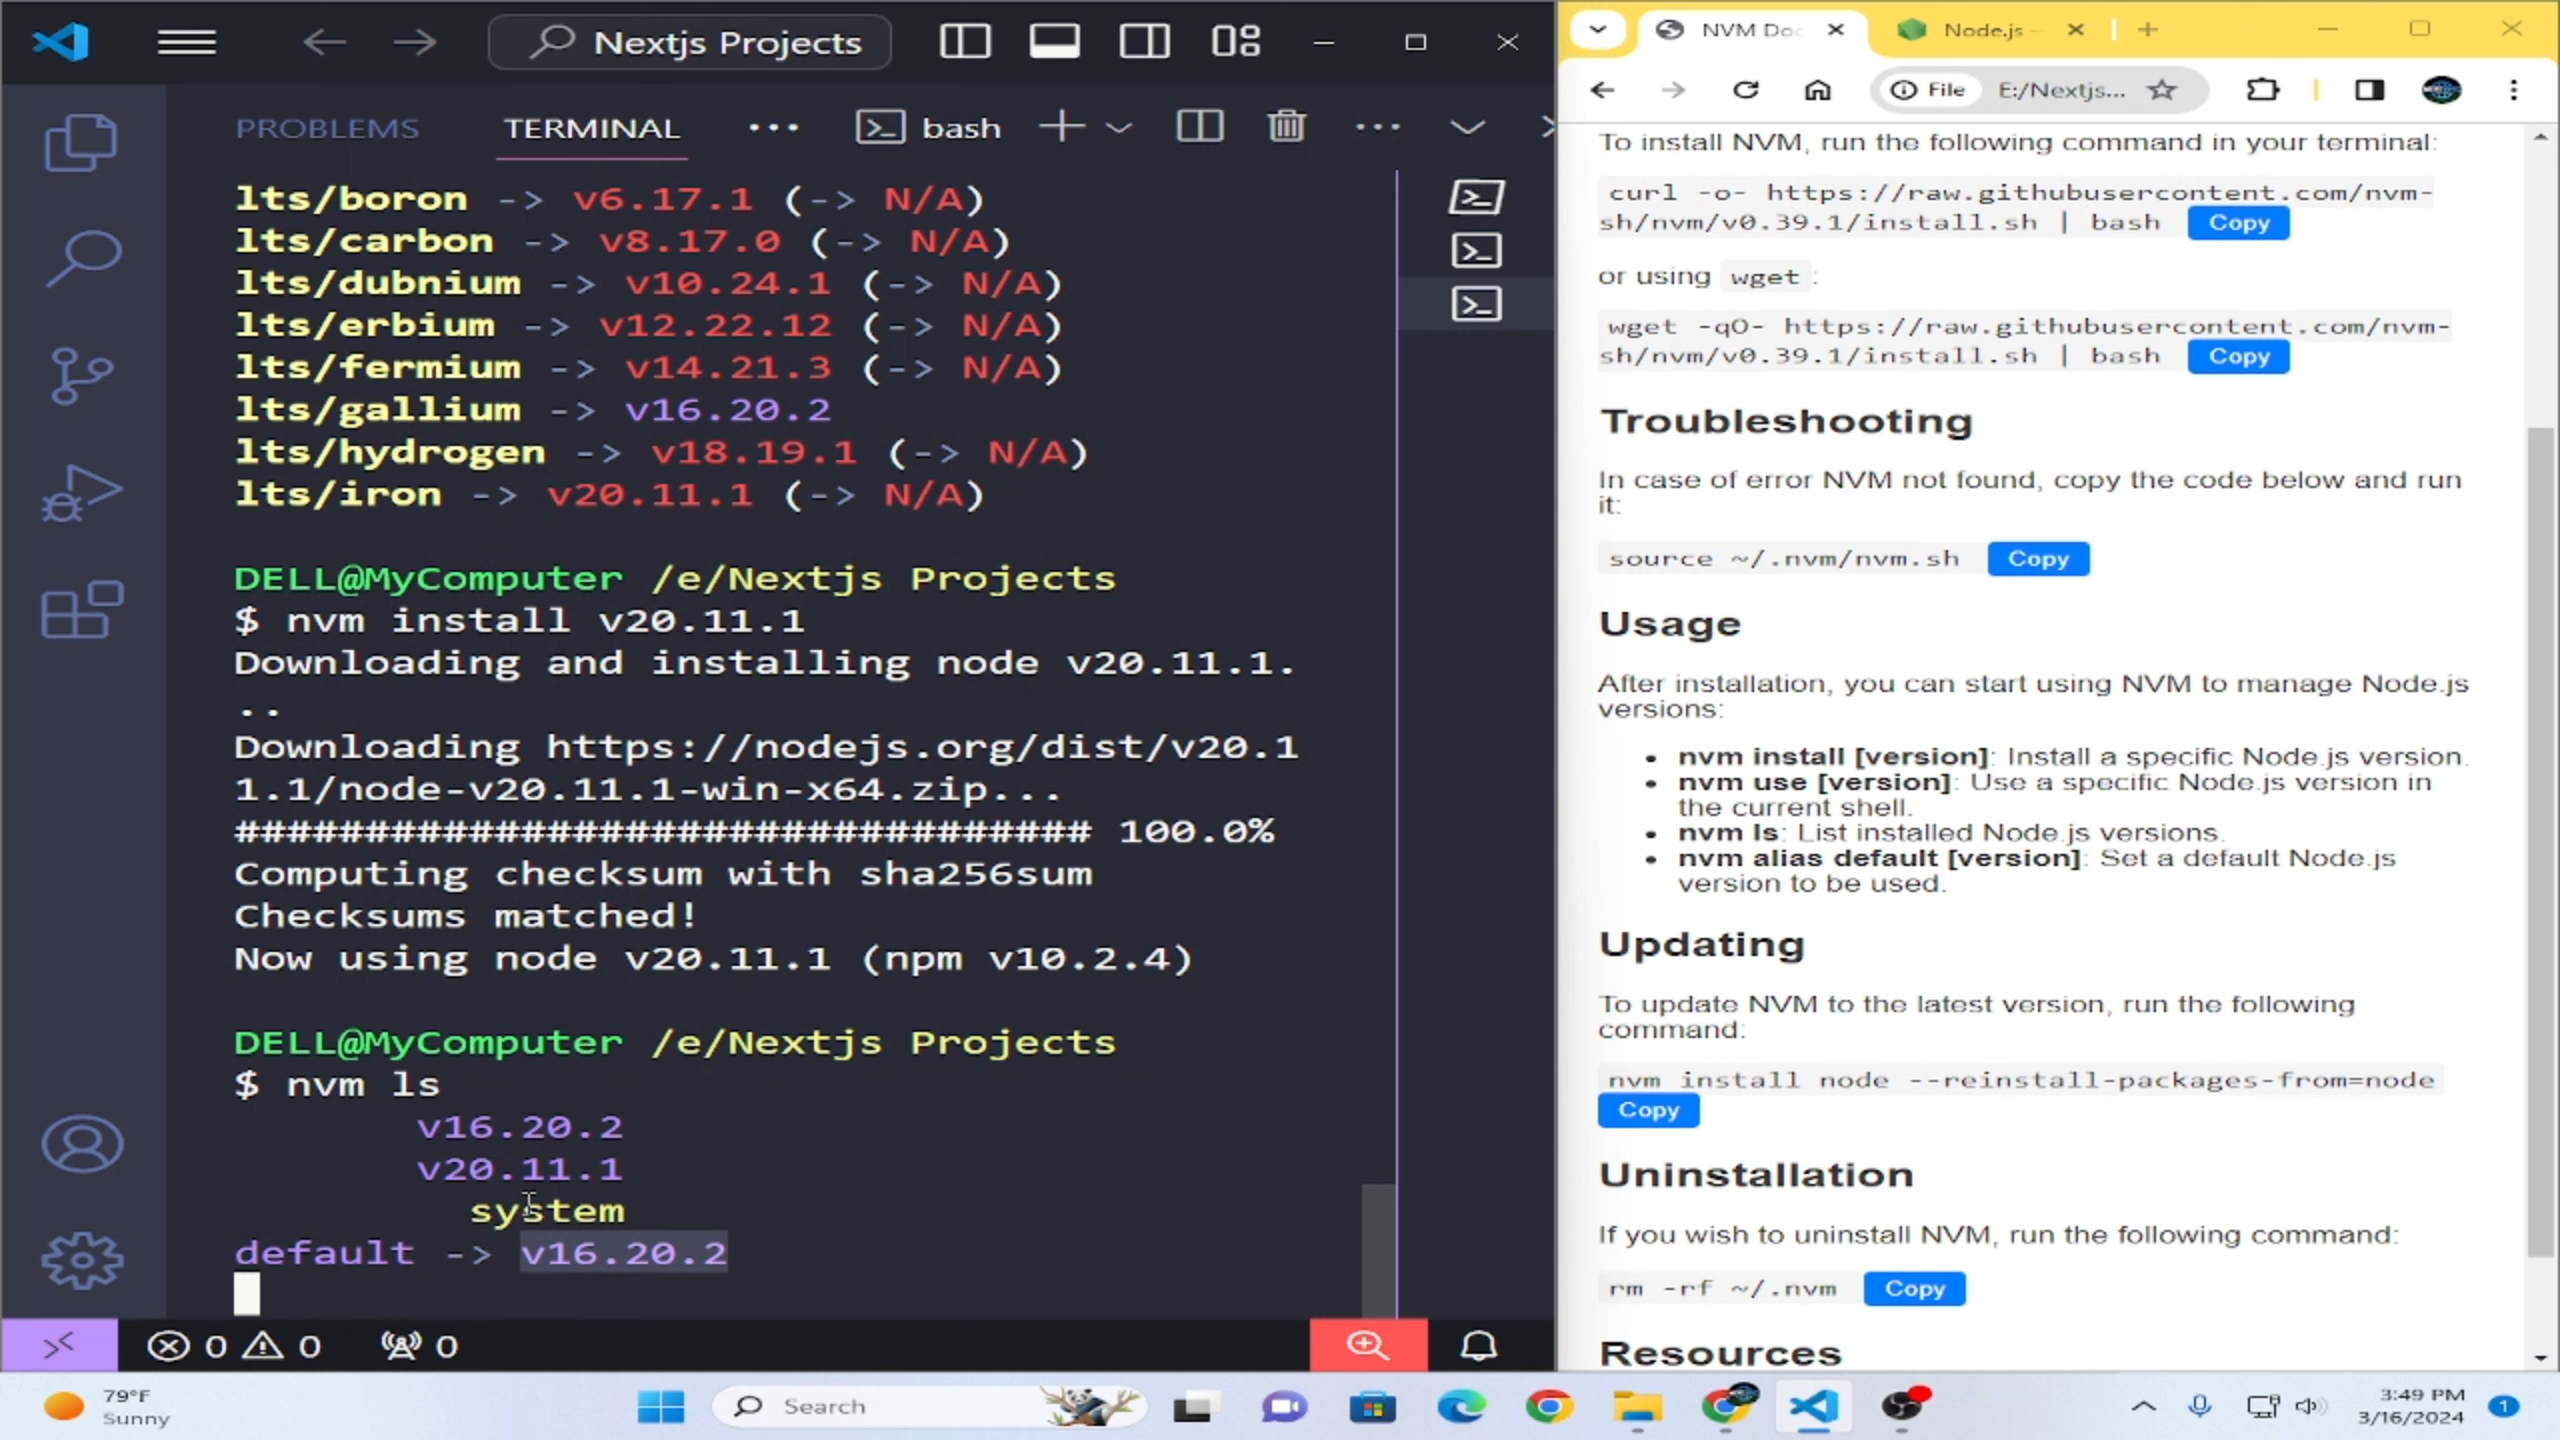 Nextjs Projects
PROBLEMS TERMINAL ... bash
lts/boron -> v6.17.1 (-> N/A)
lts/carbon -> v8.17.0 (-> N/A)
lts/dubnium -> v10.24.1 (-> N/A)
lts/erbium -> v12.22.12 (-> N/A)
lts/fermium -> v14.21.3 (-> N/A)
lts/gallium -> v16.20.2
lts/hydrogen -> v18.19.1 (-> N/A)
lts/iron -> v20.11.1 (-> N/A)
DELL@MyComputer /e/Nextjs Projects
$ nvm install v20.11.1
Downloading and installing node v20.11.1.
..
Downloading https://nodejs.org/dist/v20.1
1.1/node-v20.11.1-win-x64.zip...
################################# 100.0%
Computing checksum with sha256sum
Checksums matched!
Now using node v20.11.1 (npm v10.2.4)
DELL@MyComputer /e/Nextjs Projects
$ nvm ls
v16.20.2
v20.11.1
system
default -> v16.20.2
0 0 0
NVM Doc Node.js -
File E:/Nextjs...
To install NVM, run the following command in your terminal:
curl -o- https://raw.githubusercontent.com/nvm-
sh/nvm/v0.39.1/install.sh | bash Copy
or using wget :
wget -qO- https://raw.githubusercontent.com/nvm-
sh/nvm/v0.39.1/install.sh | bash Copy
Troubleshooting
In case of error NVM not found, copy the code below and run
it:
source ~/.nvm/nvm.sh Copy
Usage
After installation, you can start using NVM to manage Node.js
versions:
• nvm install [version]: Install a specific Node.js version.
• nvm use [version]: Use a specific Node.js version in
the current shell.
• nvm ls: List installed Node.js versions.
• nvm alias default [version]: Set a default Node.js
version to be used.
Updating
To update NVM to the latest version, run the following
command:
nvm install node --reinstall-packages-from=node
Copy
Uninstallation
If you wish to uninstall NVM, run the following command:
rm -rf ~/.nvm Copy
Resources
79°F
Sunny
Search
3:49 PM
3/16/2024
1